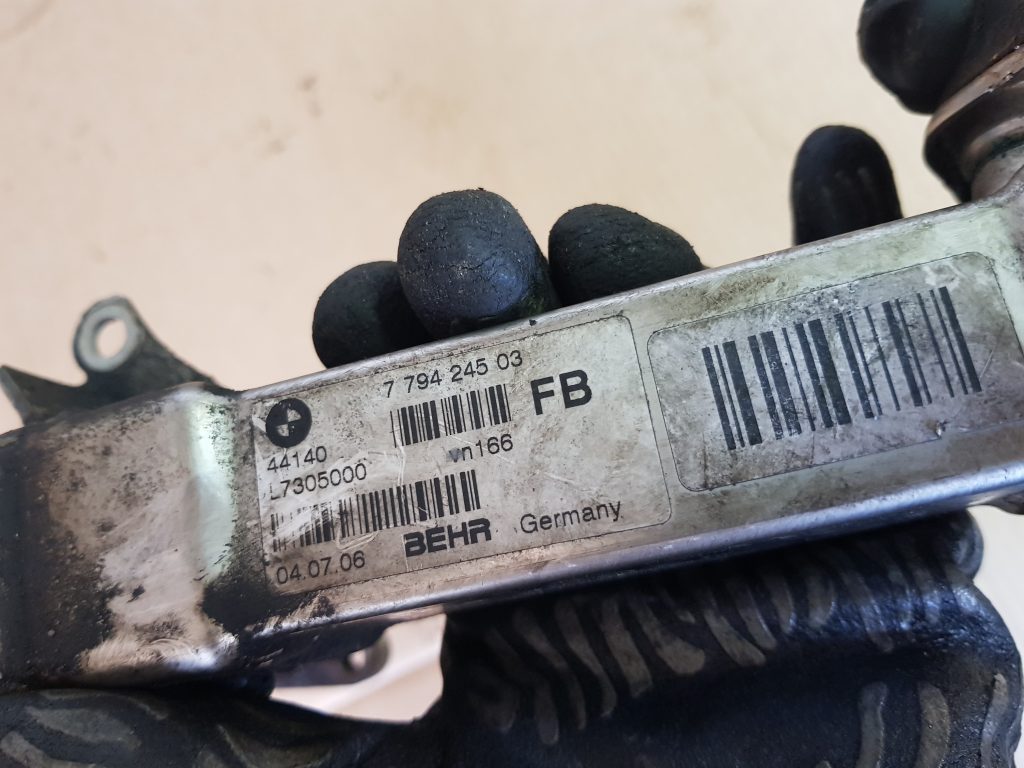 7 794 245 03
FB
44140
vn166
L7305000
BEHR Germany
04.07.06